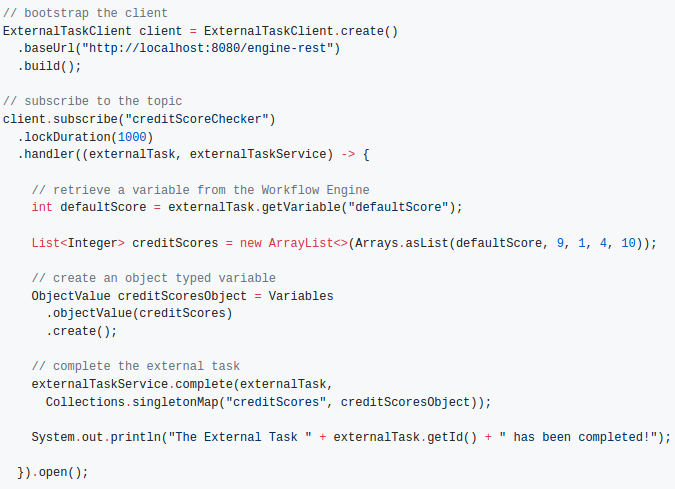 // bootstrap the client
ExternalTaskClient client = ExternalTaskClient.create()
  .baseUrl("http://localhost:8080/engine-rest")
  .build();

// subscribe to the topic
client.subscribe("creditScoreChecker")
  .lockDuration(1000)
  .handler((externalTask, externalTaskService) -> {

    // retrieve a variable from the Workflow Engine
    int defaultScore = externalTask.getVariable("defaultScore");

    List<Integer> creditScores = new ArrayList<>(Arrays.asList(defaultScore, 9, 1, 4, 10));

    // create an object typed variable
    ObjectValue creditScoresObject = Variables
      .objectValue(creditScores)
      .create();

    // complete the external task
    externalTaskService.complete(externalTask,
      Collections.singletonMap("creditScores", creditScoresObject));

    System.out.println("The External Task " + externalTask.getId() + " has been completed!");

  }).open();